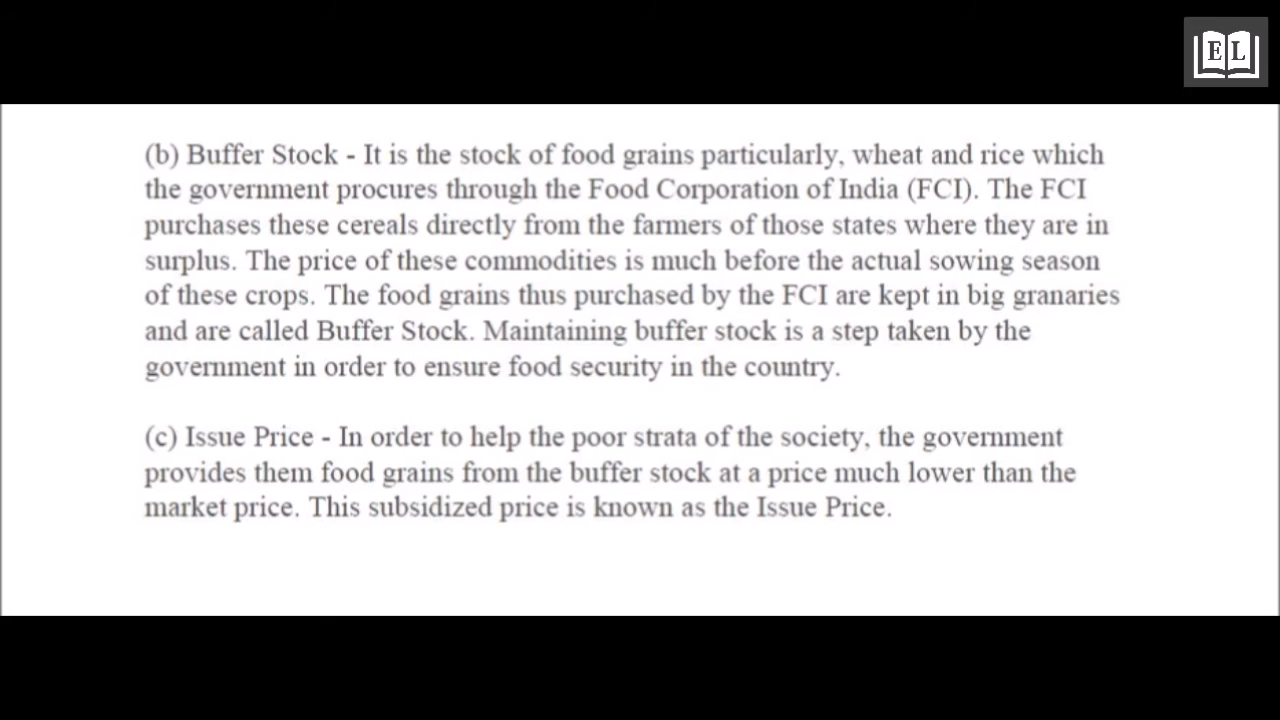 EL
(b) Buffer Stock - It is the stock of food grains particularly, wheat and rice which
the government procures through the Food Corporation of India (FCI). The FCI
purchases these cereals directly from the farmers of those states where they are in
surplus. The price of these commodities is much before the actual sowing season
of these crops. The food grains thus purchased by the FCI are kept in big granaries
and are called Buffer Stock. Maintaining buffer stock is a step taken by the
government in order to ensure food security in the country.
(c) Issue Price - In order to help the poor strata of the society, the government
provides them food grains from the buffer stock at a price much lower than the
market price. This subsidized price is known as the Issue Price.